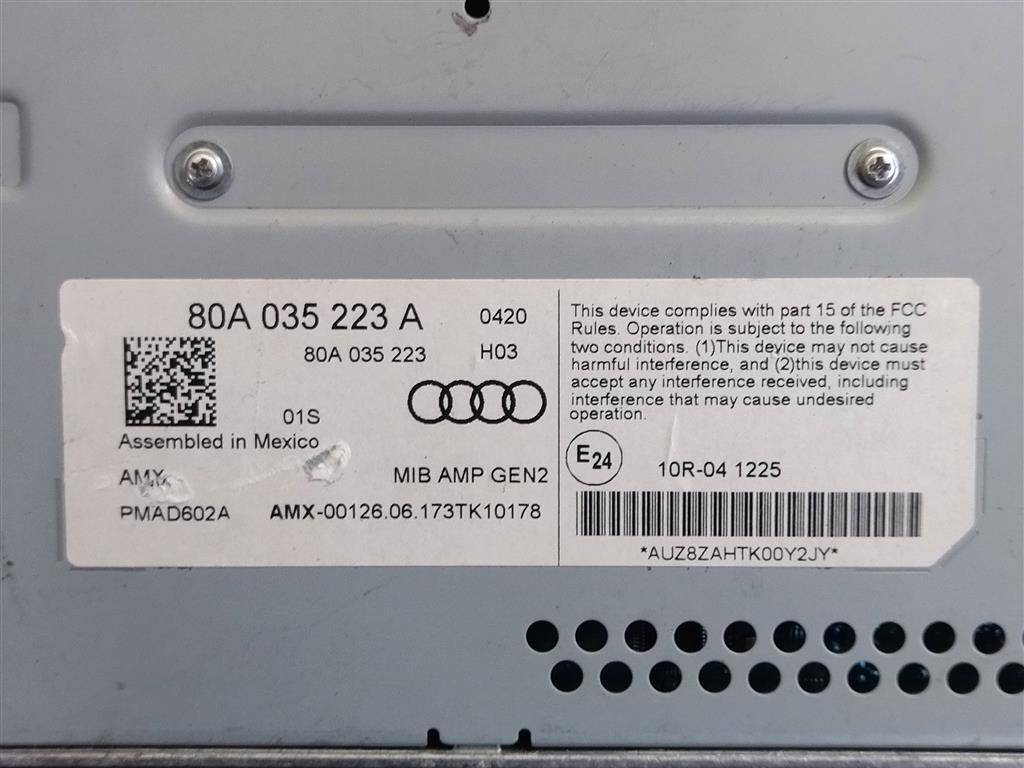 80A 035 223 A 0420
80A 035 223 H03
01S
Assembled in Mexico
AMX MIB AMP GEN2
PMAD602A AMX-00126.06.173TK10178
This device complies with part 15 of the FCC
Rules. Operation is subject to the following
two conditions. (1)This device may not cause
harmful interference, and (2)this device must
accept any interference received, including
interference that may cause undesired
operation.
E24 10R-04 1225
*AUZ8ZAHTK00Y2JY*